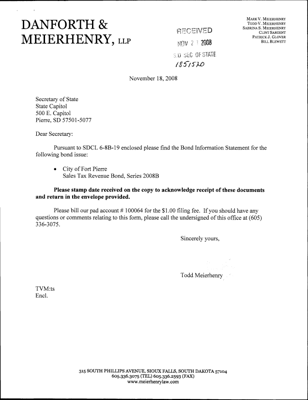 DANFORTH &
MEIERHENRY, LLP
MARK V. MEIERHENRY
TODD V. MEIERHENRY
SABRINA R. MEIERHENRY
CLINT SARGENT
PATRICK J. GLOVER
BILL BLEWETT
RECEIVED
NOV 2 2008
SEC OF STATE
1851520
November 18, 2008
Secretary of State
State Capitol
500 E. Capitol
Pierre, SD 57501-5077
Dear Secretary:
Pursuant to SDCL 6-8B-19 enclosed please find the Bond Information Statement for the
following bond issue:
• City of Fort Pierre
Sales Tax Revenue Bond, Series 2008B
Please stamp date received on the copy to acknowledge receipt of these documents
and return in the envelope provided.
Please bill our pad account # 100064 for the $1.00 filing fee. If you should have any
questions or comments relating to this form, please call the undersigned of this office at (605)
336-3075.
Sincerely yours,
Todd Meierhenry
TVM:ts
Encl.
315 SOUTH PHILLIPS AVENUE, SIOUX FALLS, SOUTH DAKOTA 57104
605.336.3075 (TEL) 605.336.2593 (FAX)
www.meierhenrylaw.com